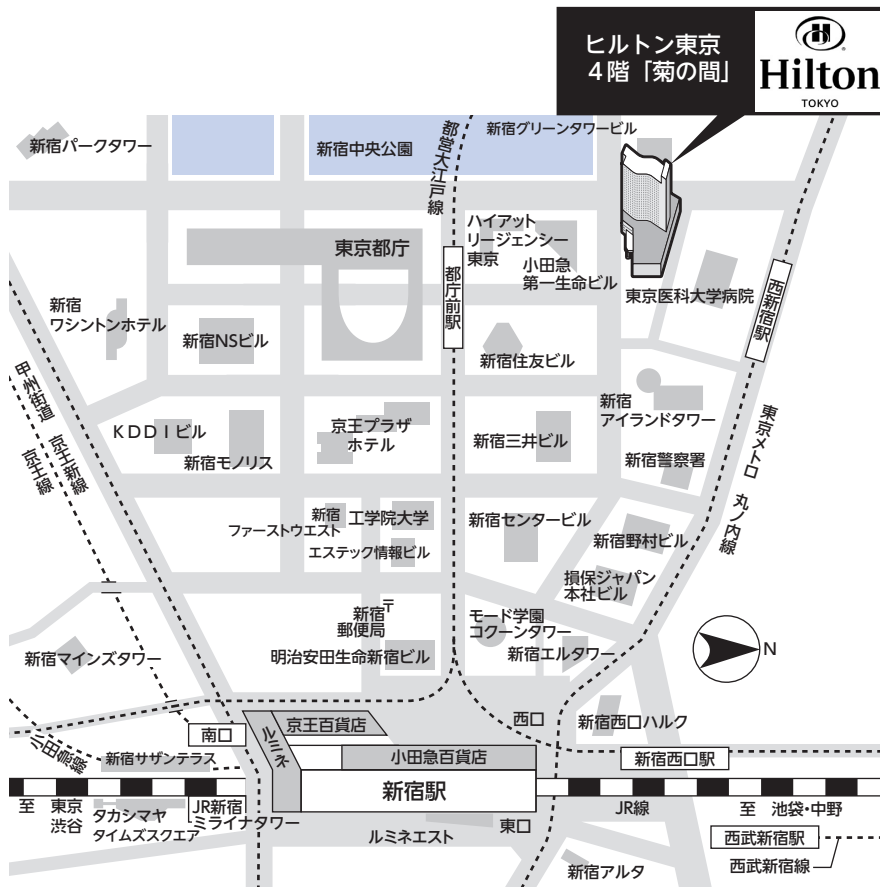 ヒルトン東京
4階「菊の間」
H
Hilton
TOKYO
新宿パークタワー
新宿中央公園
都営大江戸線
新宿グリーンタワービル
東京都庁
ハイアット
リージェンシー
東京
小田急
第一生命ビル
都庁前駅
東京医科大学病院
西新宿駅
新宿
ワシントンホテル
新宿NSビル
新宿住友ビル
甲州街道
京王新線
京王線
KDDIビル
新宿モノリス
京王プラザ
ホテル
新宿三井ビル
新宿
アイランドタワー
新宿警察署
東京メトロ 丸ノ内線
新宿
ファーストウエスト
工学院大学
エステック情報ビル
新宿センタービル
新宿野村ビル
損保ジャパン
本社ビル
〒
新宿
郵便局
モード学園
コクーンタワー
新宿マインズタワー
明治安田生命新宿ビル
新宿エルタワー
N
南口
ルミネ
京王百貨店
西口
新宿西口ハルク
小田急線
新宿サザンテラス
小田急百貨店
新宿西口駅
新宿駅
至
東京
渋谷
タカシマヤ
タイムズスクエア
JR新宿
ミライナタワー
ルミネエスト
東口
JR線
至 池袋・中野
西武新宿駅
西武新宿線
新宿アルタ